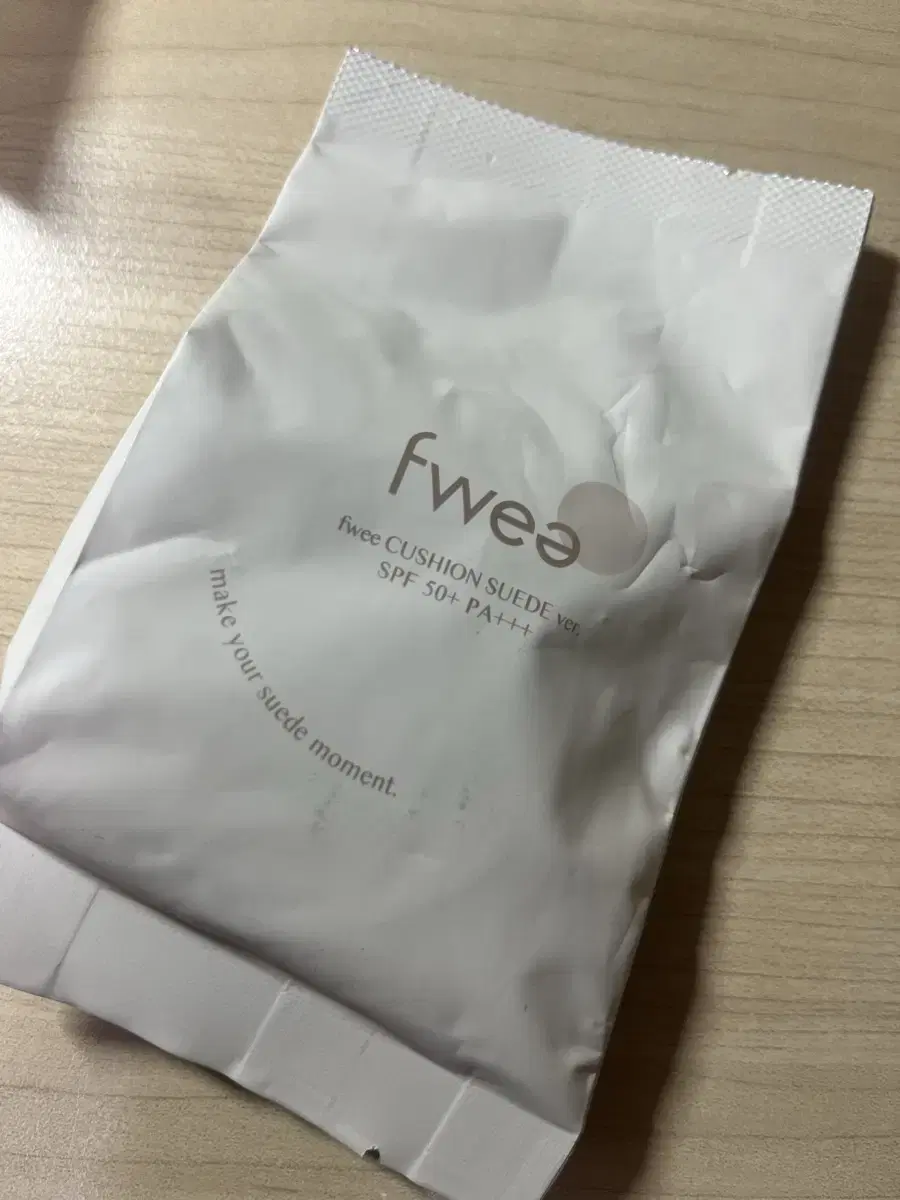 fwee
fwee CUSHION SUEDE ver.
SPF 50+ PA+++
make your suede moment.